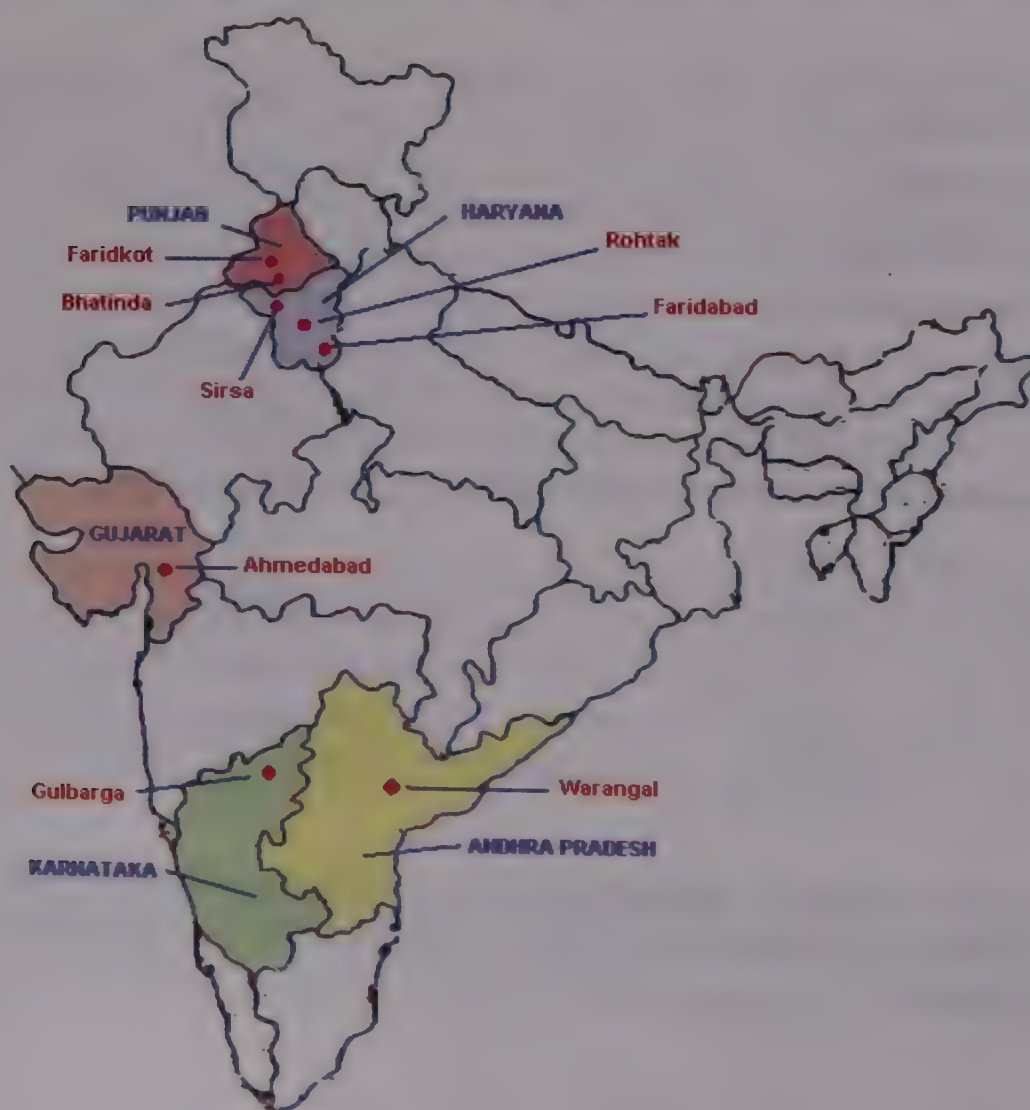 PUNJAB
HARYANA
Faridkot
Rohtak
Bhatinda
Faridabad
Sirsa
GUJARAT
Ahmedabad
Gulbarga
Warangal
ANDHRA PRADESH
KARNATAKA